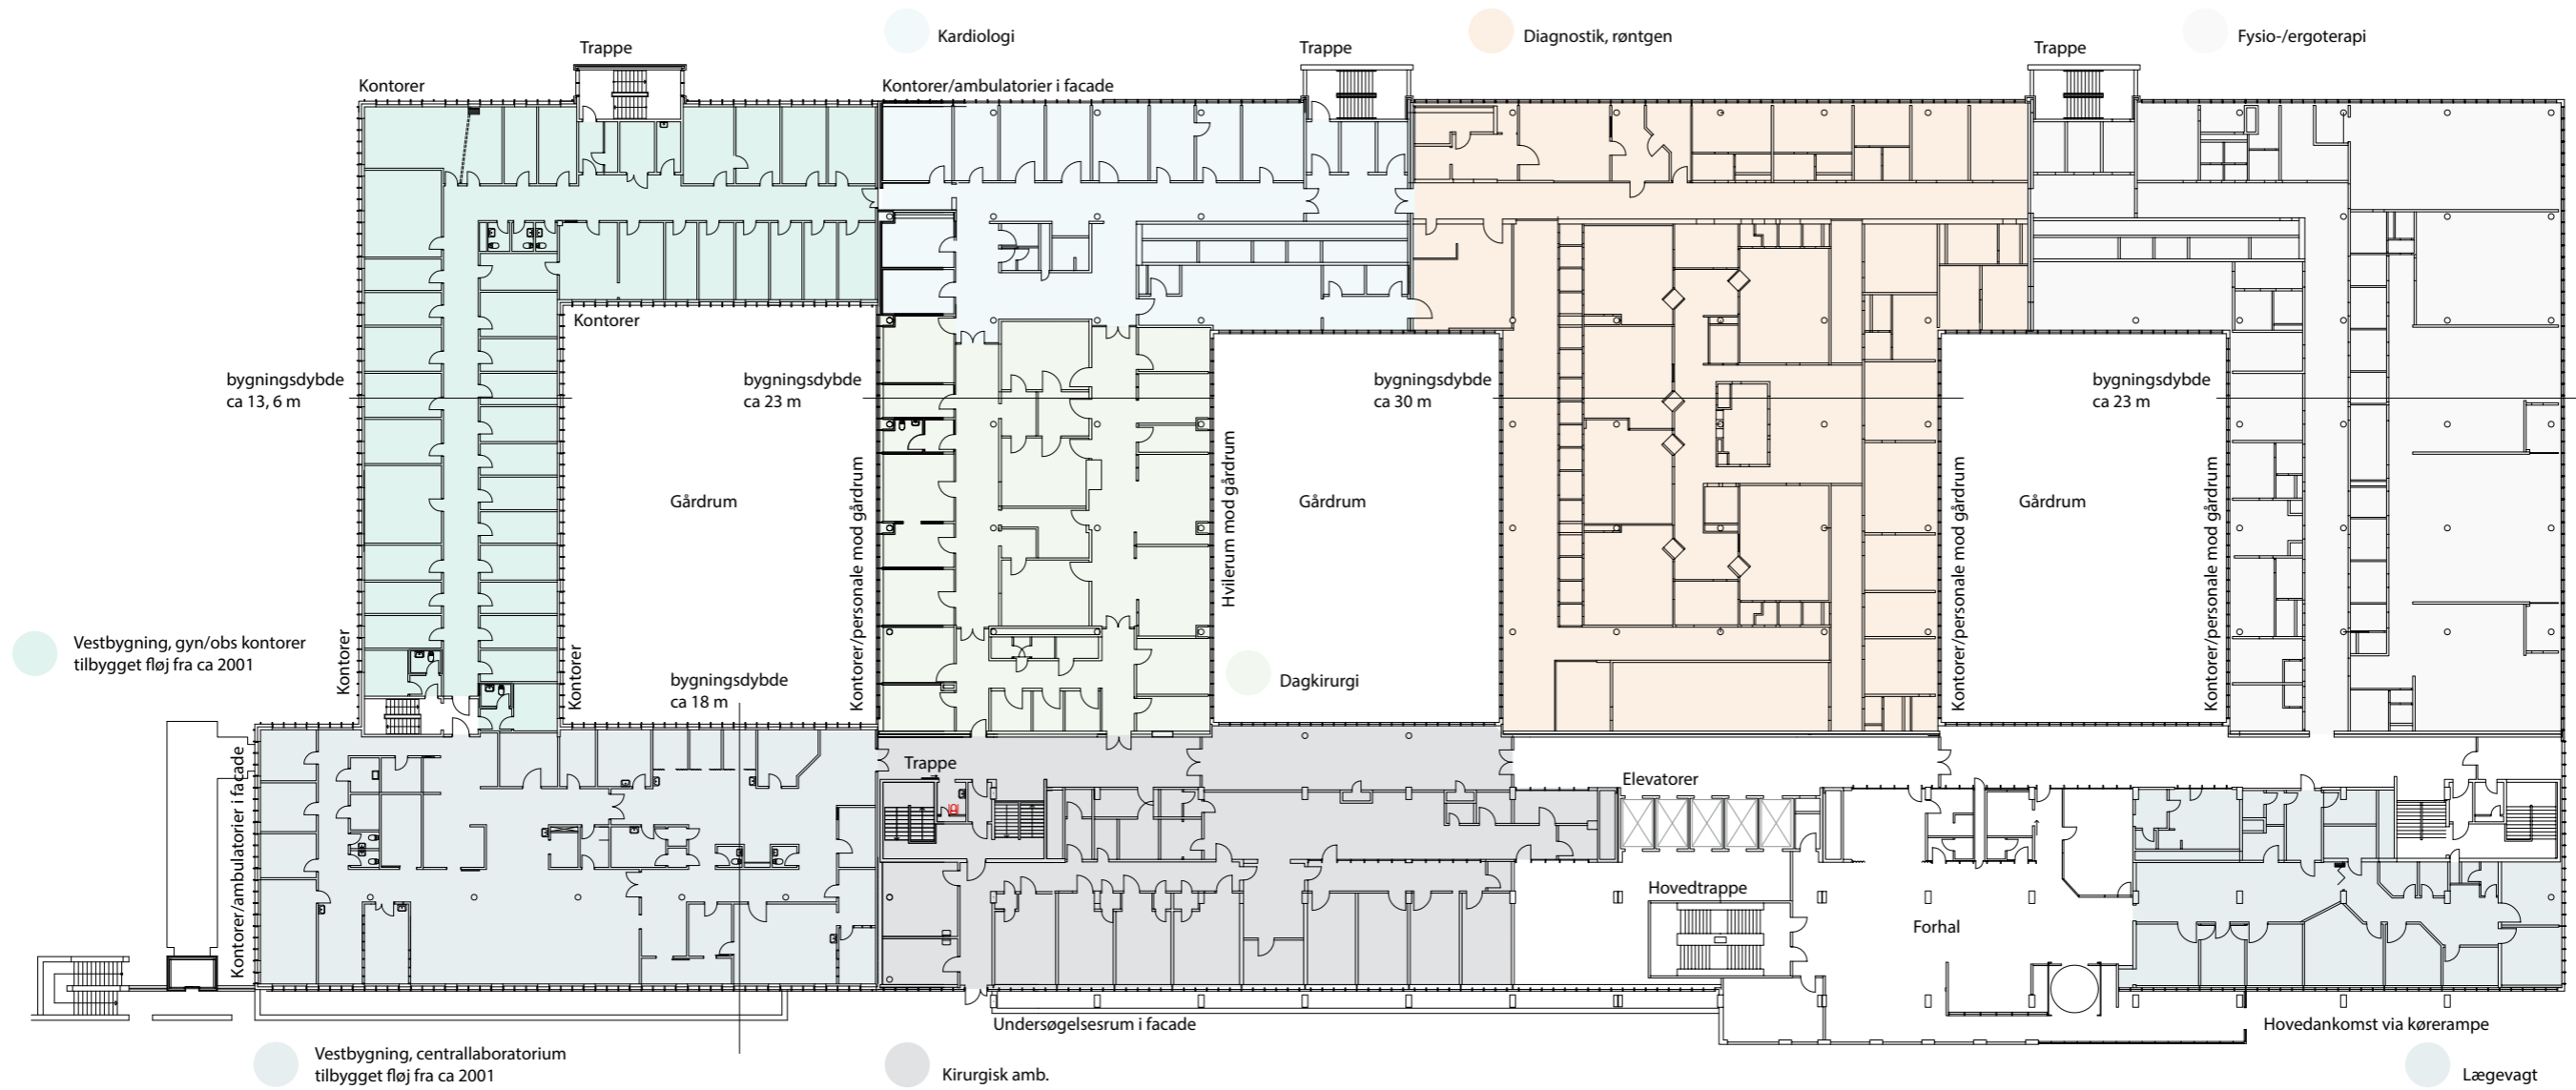 Kardiologi
Diagnostik, røntgen
Fysio-/ergoterapi
Trappe
Trappe
Trappe
Kontorer
Kontorer/ambulatorier i facade
Kontorer
bygningsdybde
ca 13, 6 m
bygningsdybde
ca 23 m
bygningsdybde
ca 30 m
bygningsdybde
ca 23 m
Gårdrum
Gårdrum
Gårdrum
Kontorer/personale mod gårdrum
Hvilerum mod gårdrum
Kontorer/personale mod gårdrum
Kontorer/personale mod gårdrum
Vestbygning, gyn/obs kontorer
tilbygget fløj fra ca 2001
Kontorer
Kontorer
bygningsdybde
ca 18 m
Dagkirurgi
Kontorer/ambulatorier i facade
Trappe
Elevatorer
Hovedtrappe
Forhal
Undersøgelsesrum i facade
Hovedankomst via kørerampe
Vestbygning, centrallaboratorium
tilbygget fløj fra ca 2001
Kirurgisk amb.
Lægevagt